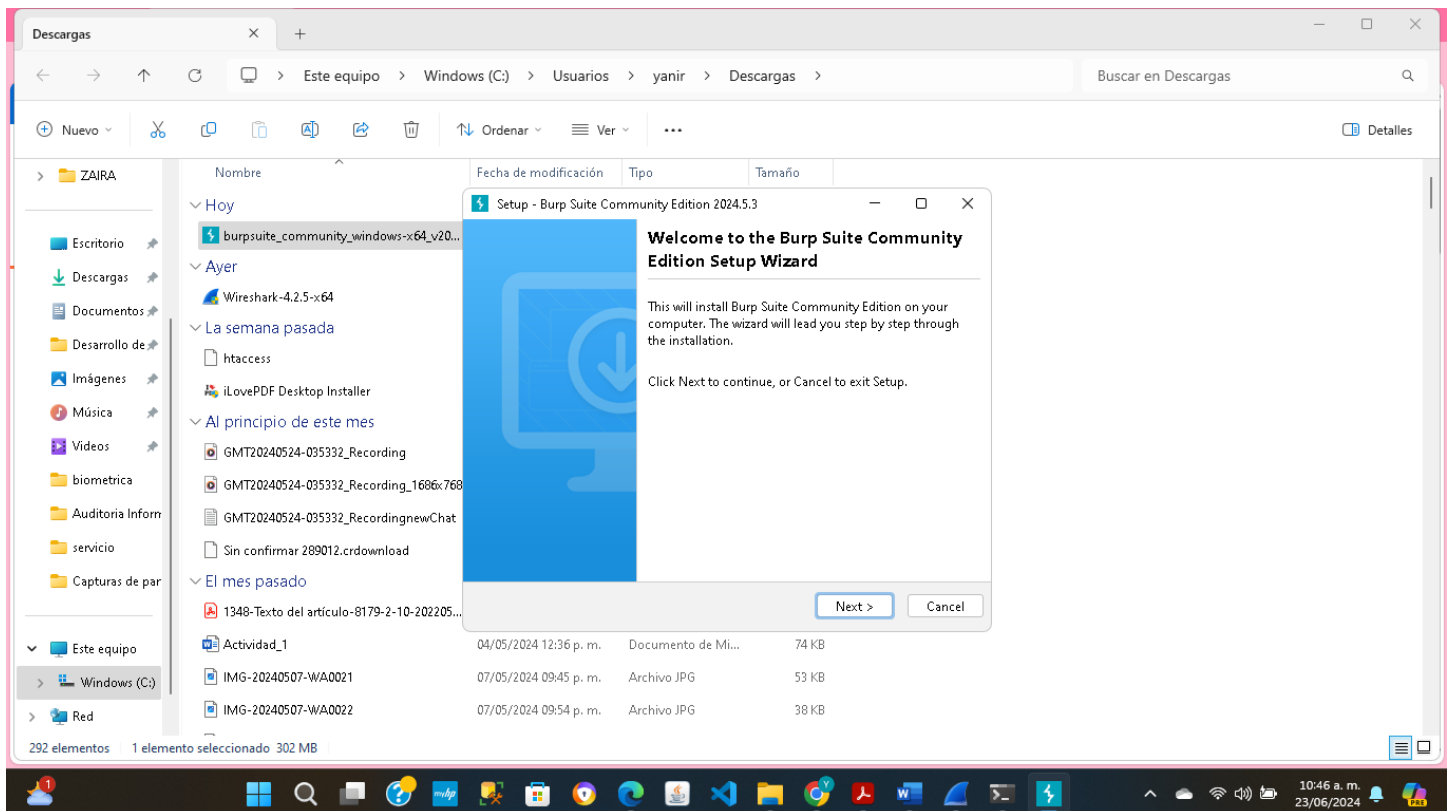 Descargas
Este equipo > Windows (C:) > Usuarios > yanir > Descargas >
Buscar en Descargas
Nuevo
Ordenar
Ver
Detalles
ZAIRA
Escritorio
Descargas
Documentos
Desarrollo de
Imágenes
Música
Videos
biometrica
Auditoria Inform
servicio
Capturas de par
Este equipo
Windows (C:)
Red
Nombre
Fecha de modificación
Tipo
Tamaño
Hoy
burpsuite_community_windows-x64_v20...
Ayer
Wireshark-4.2.5-x64
La semana pasada
htaccess
iLovePDF Desktop Installer
Al principio de este mes
GMT20240524-035332_Recording
GMT20240524-035332_Recording_1686x768
GMT20240524-035332_RecordingnewChat
Sin confirmar 289012.crdownload
El mes pasado
1348-Texto del artículo-8179-2-10-202205...
Actividad_1 04/05/2024 12:36 p. m. Documento de Mi... 74 KB
IMG-20240507-WA0021 07/05/2024 09:45 p. m. Archivo JPG 53 KB
IMG-20240507-WA0022 07/05/2024 09:54 p. m. Archivo JPG 38 KB
Setup - Burp Suite Community Edition 2024.5.3
Welcome to the Burp Suite Community
Edition Setup Wizard
This will install Burp Suite Community Edition on your
computer. The wizard will lead you step by step through
the installation.
Click Next to continue, or Cancel to exit Setup.
Next >
Cancel
292 elementos
1 elemento seleccionado 302 MB
1
myhp
10:46 a. m.
23/06/2024
PRE